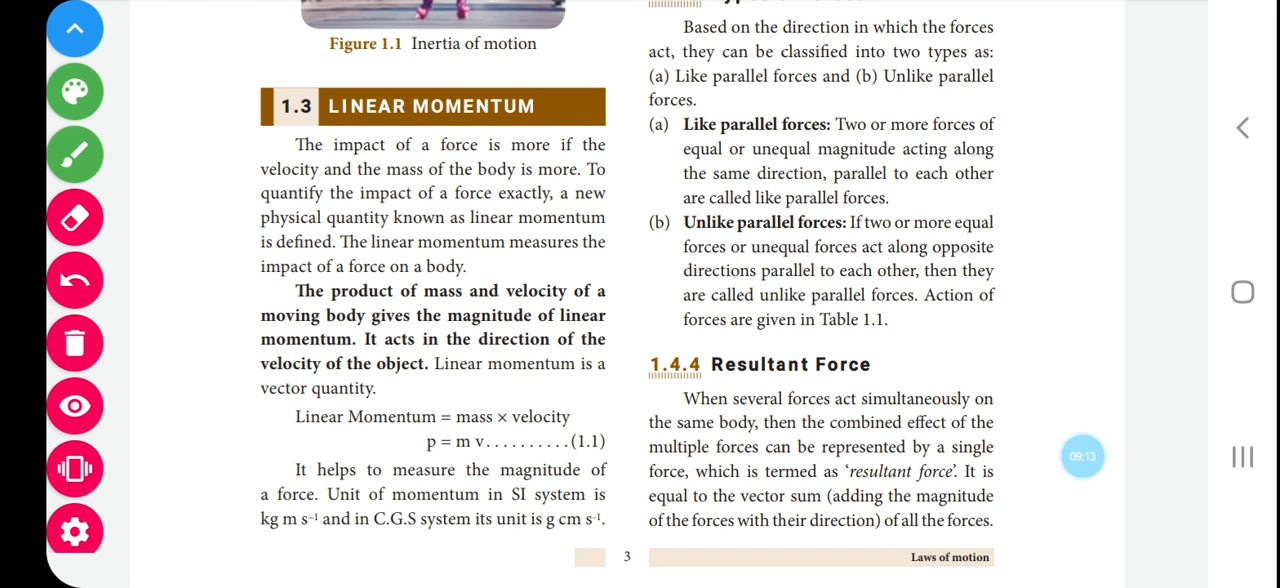 Figure 1.1 Inertia of motion
1.3 LINEAR MOMENTUM
The impact of a force is more if the
velocity and the mass of the body is more. To
quantify the impact of a force exactly, a new
physical quantity known as linear momentum
is defined. The linear momentum measures the
impact of a force on a body.
The product of mass and velocity of a
moving body gives the magnitude of linear
momentum. It acts in the direction of the
velocity of the object. Linear momentum is a
vector quantity.
Linear Momentum = mass × velocity
p = m v..........(1.1)
It helps to measure the magnitude of
a force. Unit of momentum in SI system is
kg m s⁻¹ and in C.G.S system its unit is g cm s⁻¹.
Based on the direction in which the forces
act, they can be classified into two types as:
(a) Like parallel forces and (b) Unlike parallel
forces.
(a) Like parallel forces: Two or more forces of
equal or unequal magnitude acting along
the same direction, parallel to each other
are called like parallel forces.
(b) Unlike parallel forces: If two or more equal
forces or unequal forces act along opposite
directions parallel to each other, then they
are called unlike parallel forces. Action of
forces are given in Table 1.1.
1.4.4 Resultant Force
When several forces act simultaneously on
the same body, then the combined effect of the
multiple forces can be represented by a single
force, which is termed as ‘resultant force’. It is
equal to the vector sum (adding the magnitude
of the forces with their direction) of all the forces.
3
Laws of motion
09:13